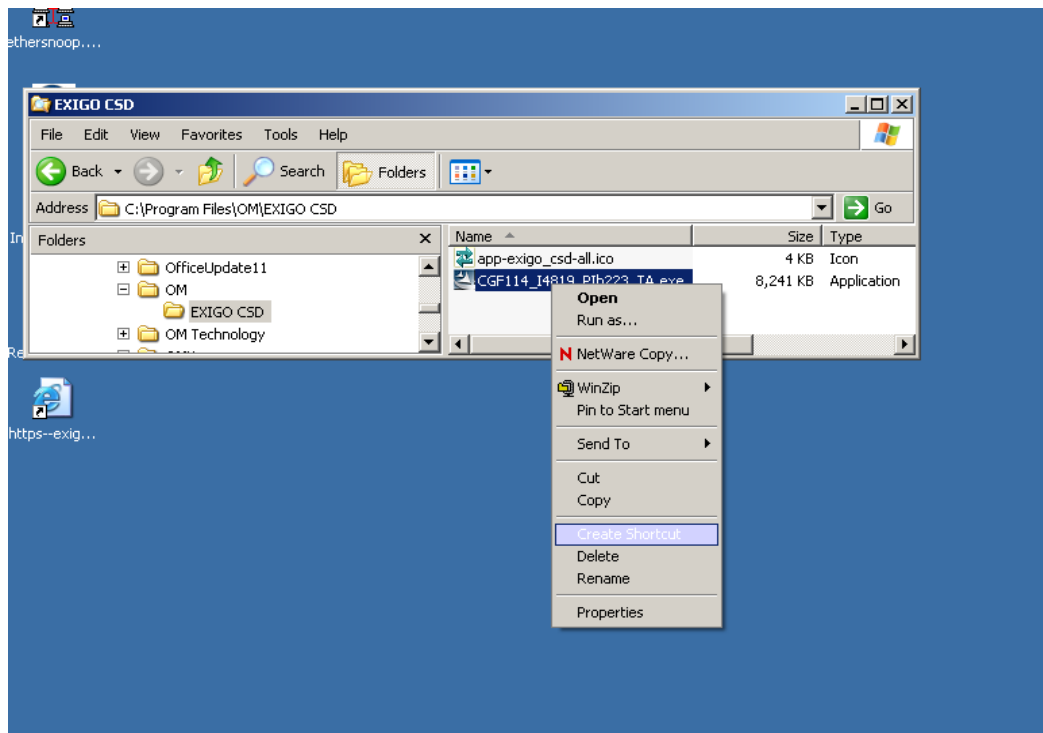 ethersnoop....
EXIGO CSD
File Edit View Favorites Tools Help
Back Search Folders
Address C:\Program Files\OM\EXIGO CSD Go
In Folders Name Size Type
OfficeUpdate11 app-exigo_csd-all.ico 4 KB Icon
OM CGF114_I4819_PIb223_TA.exe 8,241 KB Application
EXIGO CSD
OM Technology
Re
Open
Run as...
N NetWare Copy...
WinZip
Pin to Start menu
Send To
Cut
Copy
Create Shortcut
Delete
Rename
Properties
https--exig...